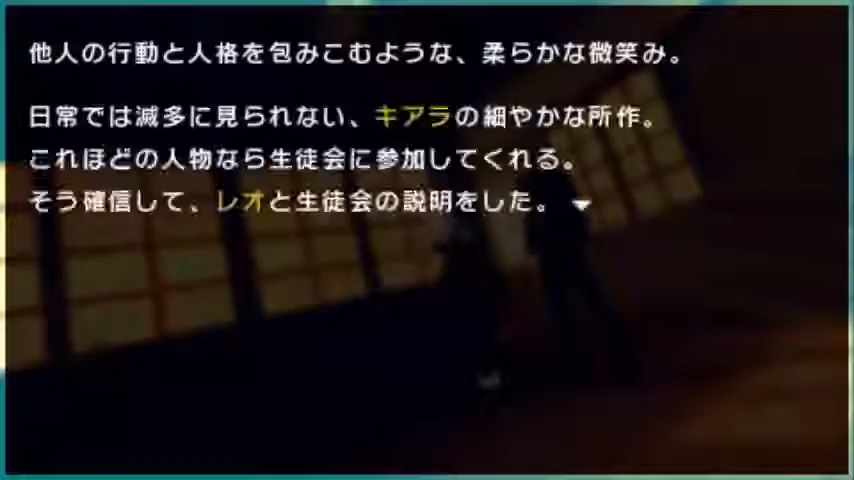 他人の行動と人格を包みこむような、柔らかな微笑み。
日常では滅多に見られない、キアラの細やかな所作。
これほどの人物なら生徒会に参加してくれる。
そう確信して、レオと生徒会の説明をした。